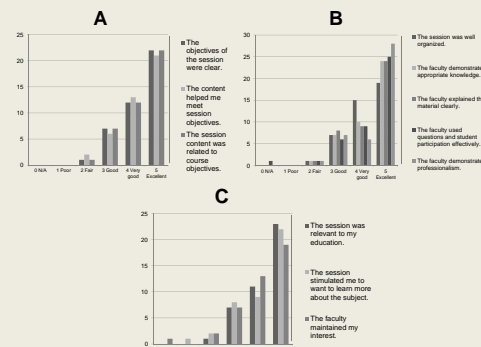 A
25
20
15
10
5
0
0 N/A 1 Poor 2 Fair 3 Good 4 Very good 5 Excellent
The
objectives of
the session
were clear.
The content
helped me
meet
session
objectives.
The session
content was
related to
course
objectives.
B
30
25
20
15
10
5
0
0 N/A 1 Poor 2 Fair 3 Good 4 Very good 5 Excellent
The session was well
organized.
The faculty demonstrate
appropriate knowledge.
The faculty explained th
material clearly.
The faculty used
questions and student
participation effectively.
The faculty demonstrate
professionalism.
C
25
20
15
10
5
0
The session was
relevant to my
education.
The session
stimulated me to
want to learn more
about the subject.
The faculty
maintained my
interest.